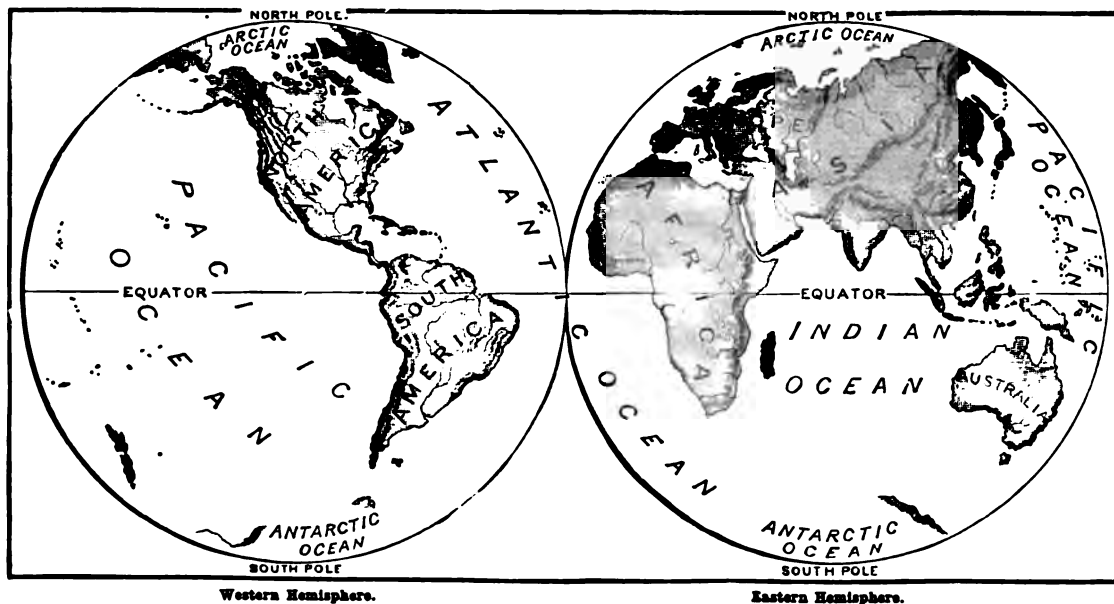 NORTH POLE.
ARCTIC
OCEAN
NORTH
AMERICA
ATLANT
PACIFIC
OCEAN
EQUATOR
SOUTH
AMERICA
ANTARCTIC
OCEAN
SOUTH POLE
Western Hemisphere.
NORTH POLE
ARCTIC OCEAN
ASIA
PACIFIC
OCEAN
AFRICA
EQUATOR
INDIAN
OCEAN
AUSTRALIA
C OCEAN
ANTARCTIC
OCEAN
SOUTH POLE
Eastern Hemisphere.